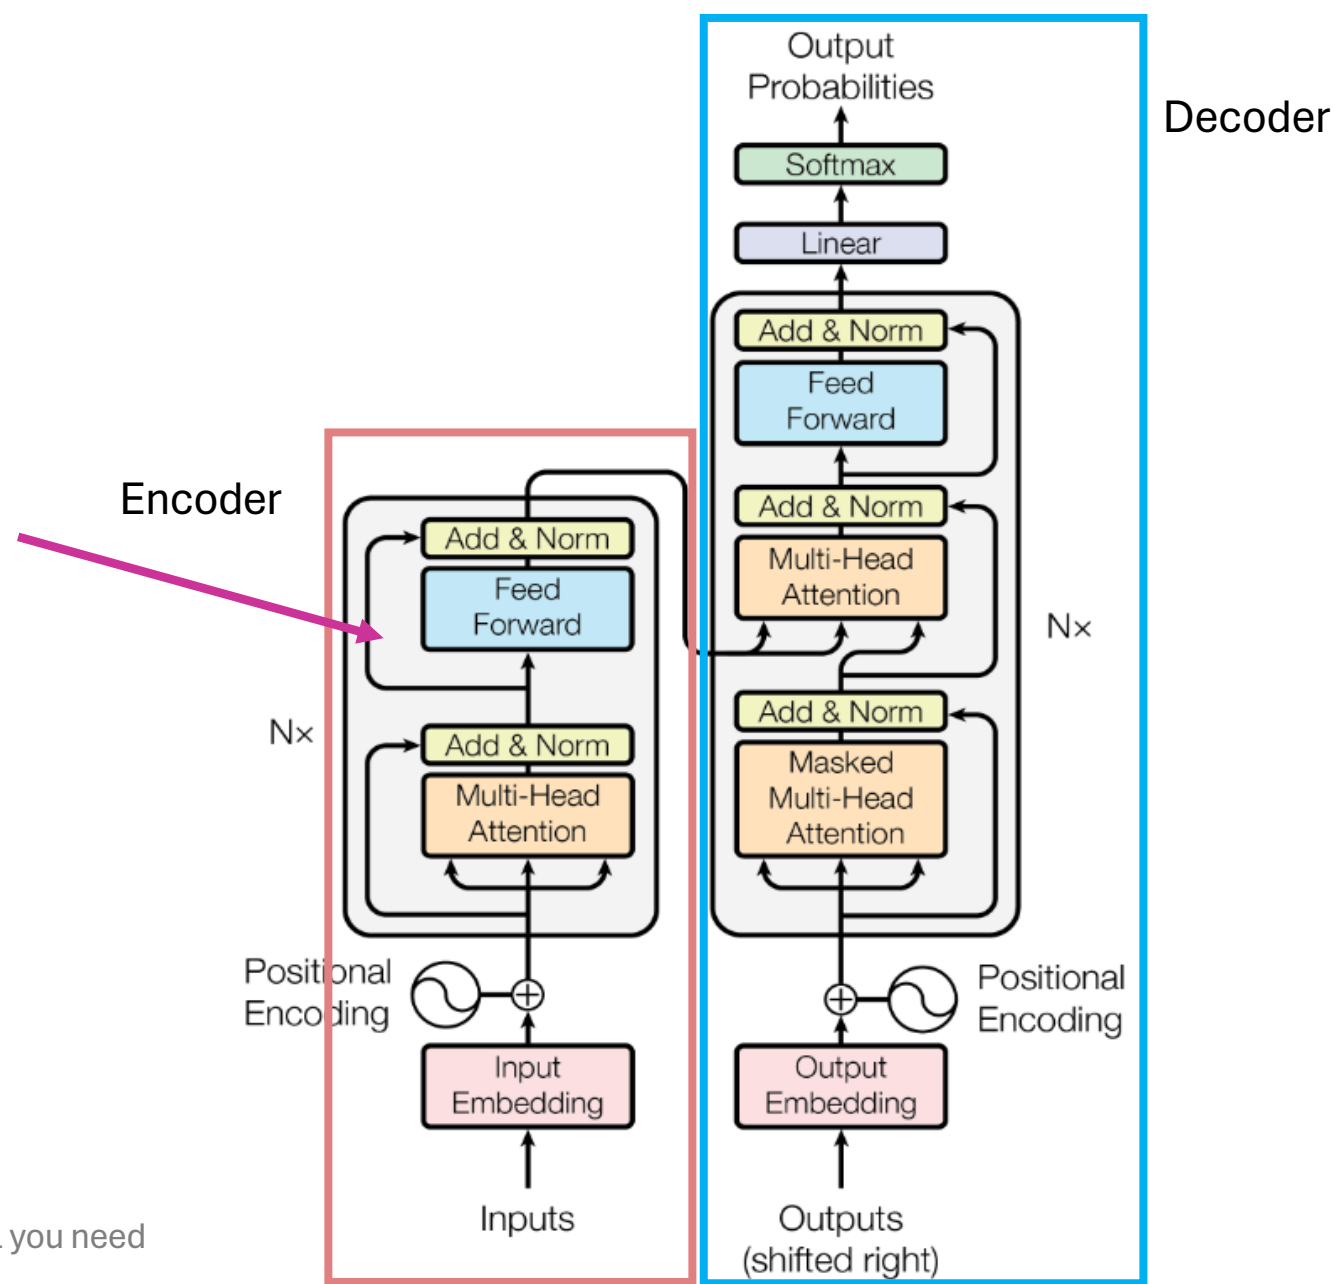 Output
Probabilities
Decoder
Softmax
Linear
Add & Norm
Feed
Forward
Add & Norm
Multi-Head
Attention
Nx
Add & Norm
Masked
Multi-Head
Attention
Positional
Encoding
Output
Embedding
Outputs
(shifted right)
Encoder
Add & Norm
Feed
Forward
Nx
Add & Norm
Multi-Head
Attention
Positional
Encoding
Input
Embedding
Inputs
you need